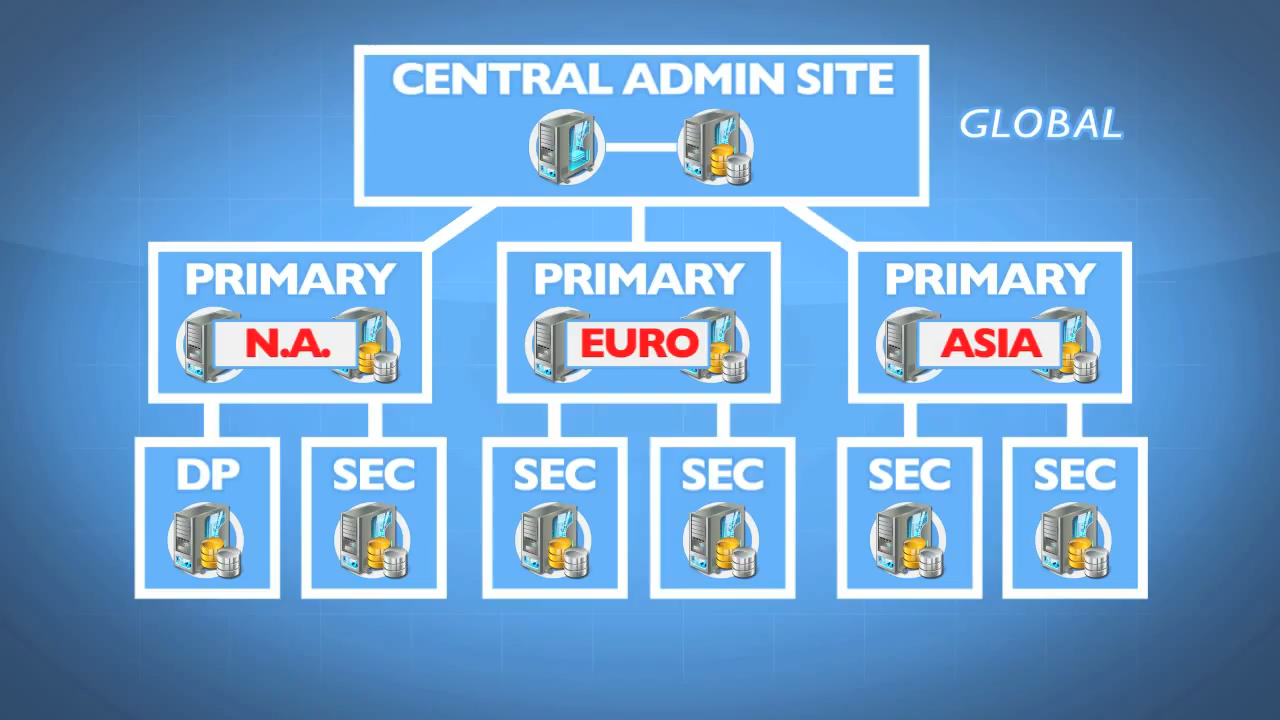 CENTRAL ADMIN SITE
GLOBAL
PRIMARY
N.A.
PRIMARY
EURO
PRIMARY
ASIA
DP
SEC
SEC
SEC
SEC
SEC